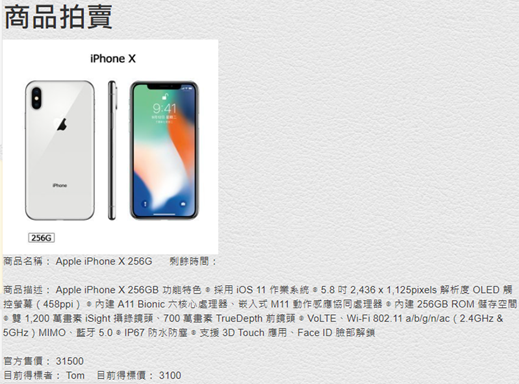 商品拍賣
iPhone X
9:41
iPhone
256G
商品名稱： Apple iPhone X 256G 剩餘時間：
商品描述： Apple iPhone X 256GB 功能特色 ※ 採用 iOS 11 作業系統 ※ 5.8 吋 2,436 x 1,125pixels 解析度 OLED 觸
控螢幕（458ppi） ※ 內建 A11 Bionic 六核心處理器、嵌入式 M11 動作感應協同處理器 ※ 內建 256GB ROM 儲存空間
※ 雙 1,200 萬畫素 iSight 攝錄鏡頭、700 萬畫素 TrueDepth 前鏡頭 ※ VoLTE、Wi-Fi 802.11 a/b/g/n/ac（2.4GHz &
5GHz）MIMO、藍牙 5.0 ※ IP67 防水防塵 ※ 支援 3D Touch 應用、Face ID 臉部解鎖
官方售價： 31500
目前得標者： Tom 目前得標價： 3100